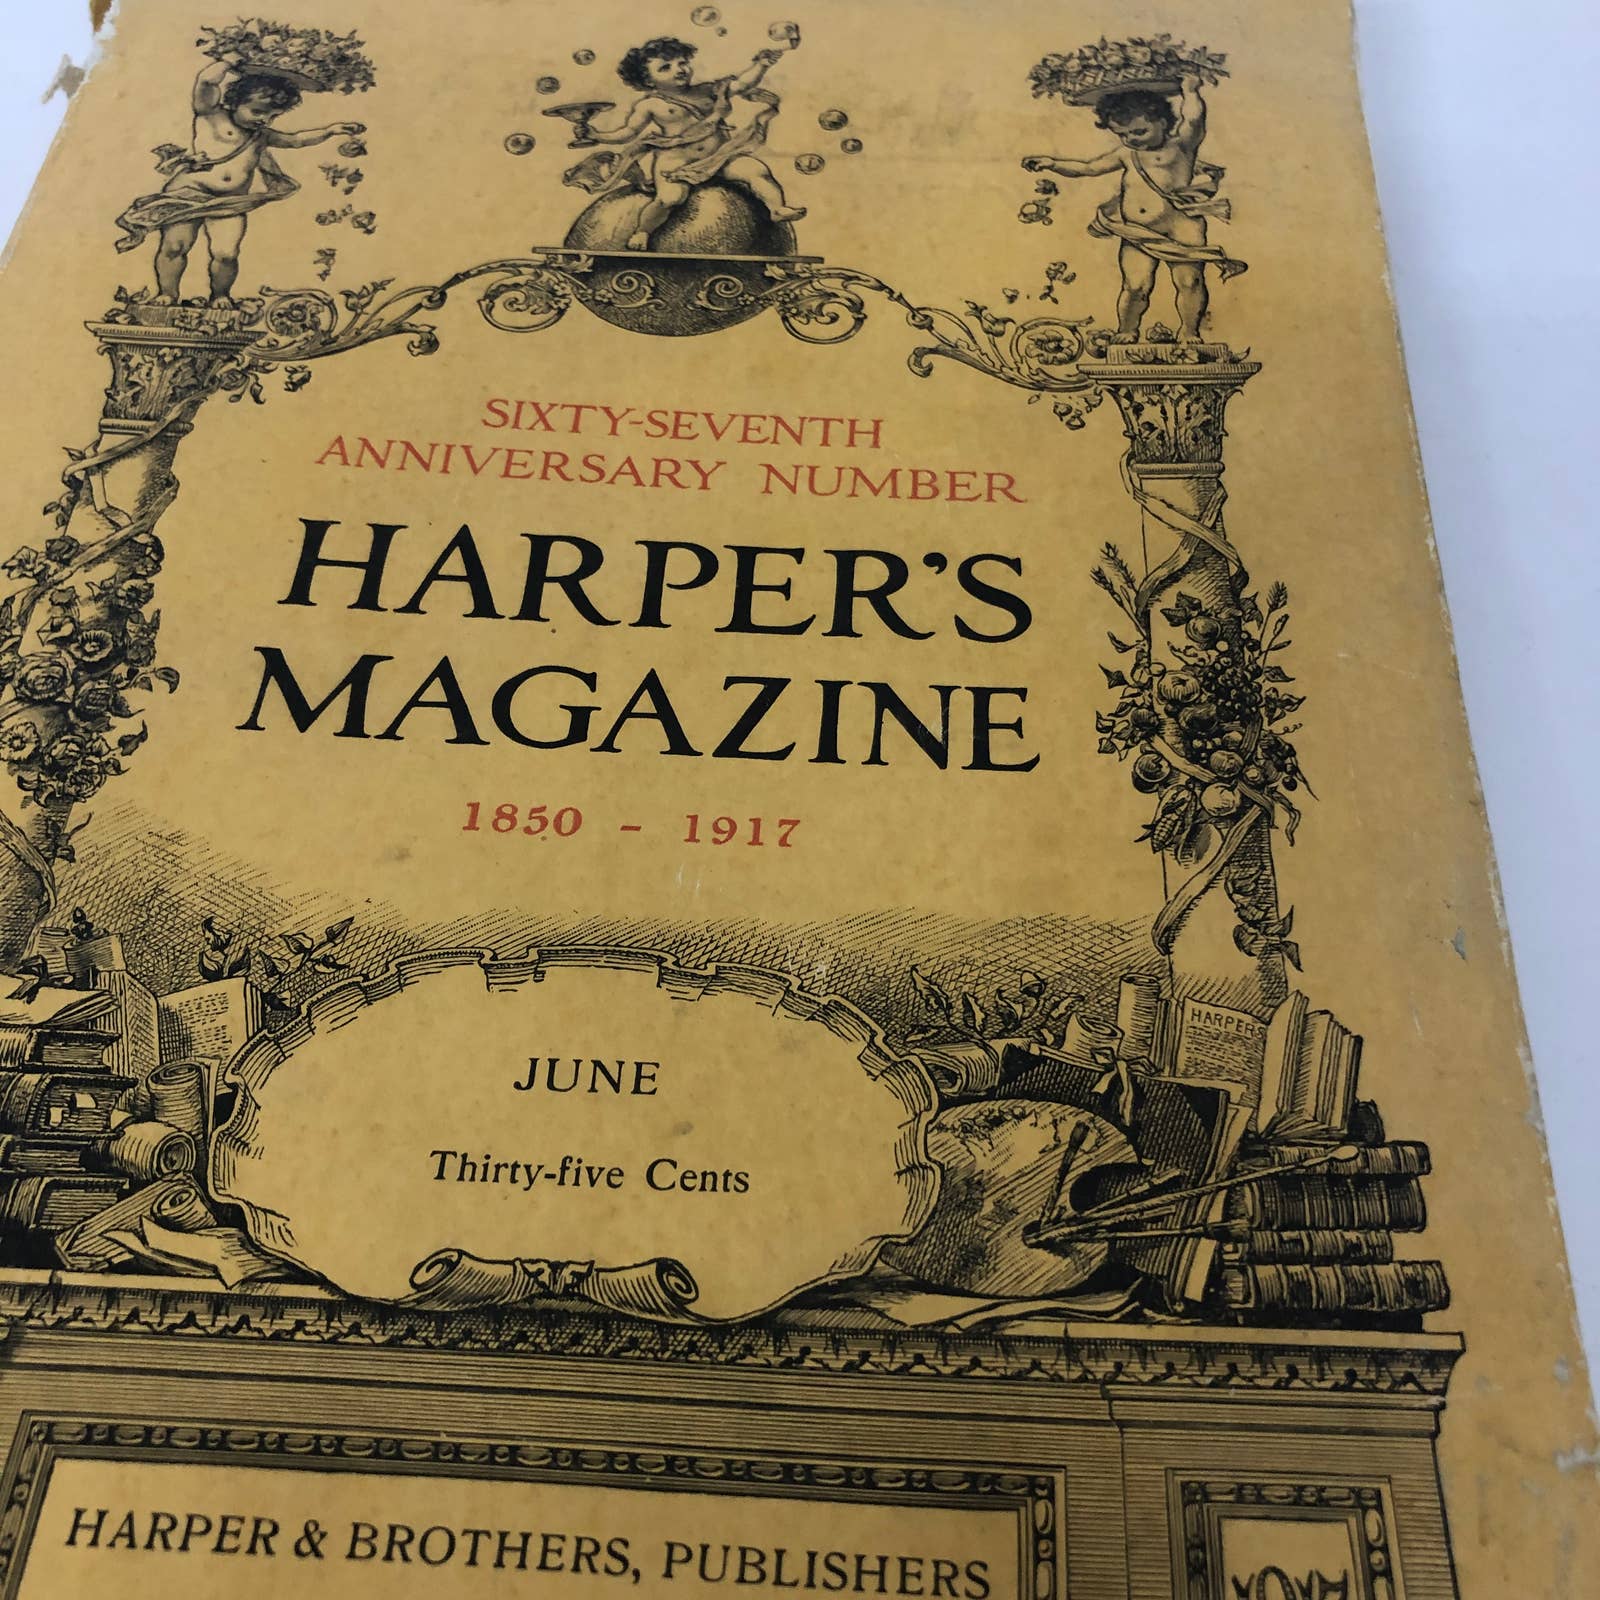 SIXTY-SEVENTH
ANNIVERSARY NUMBER
HARPER'S
MAGAZINE
1850 - 1917
HARPERS
JUNE
Thirty-five Cents
HARPER & BROTHERS, PUBLISHERS